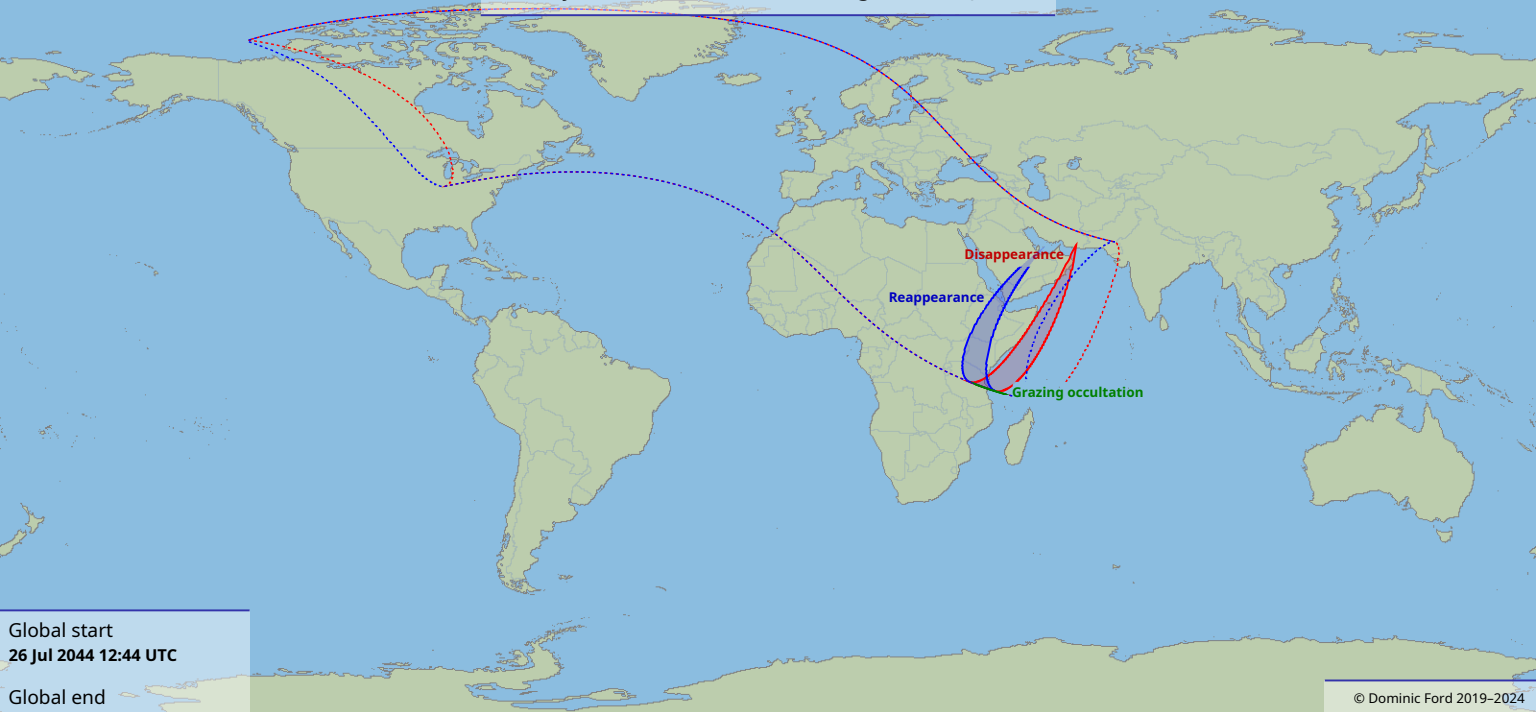 Disappearance
Reappearance
Grazing occultation
Global start
26 Jul 2044 12:44 UTC
Global end
© Dominic Ford 2019–2024